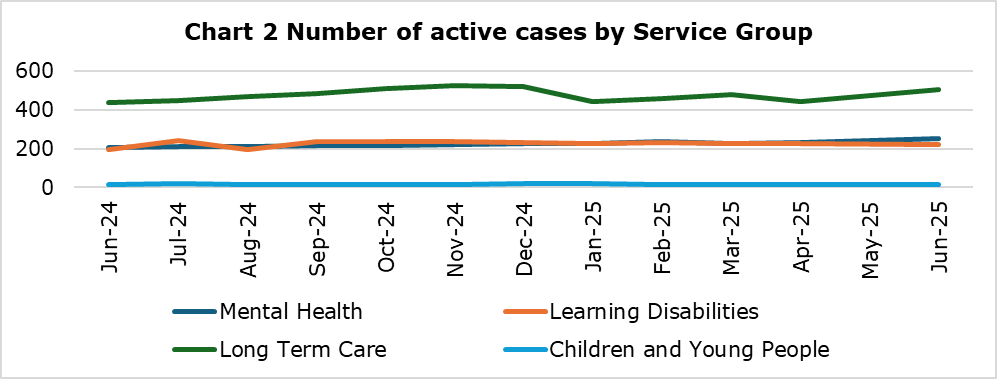 Chart 2 Number of active cases by Service Group
600
400
200
0
Jun-24
Jul-24
Aug-24
Sep-24
Oct-24
Nov-24
Dec-24
Jan-25
Feb-25
Mar-25
Apr-25
May-25
Jun-25
Mental Health
Learning Disabilities
Long Term Care
Children and Young People